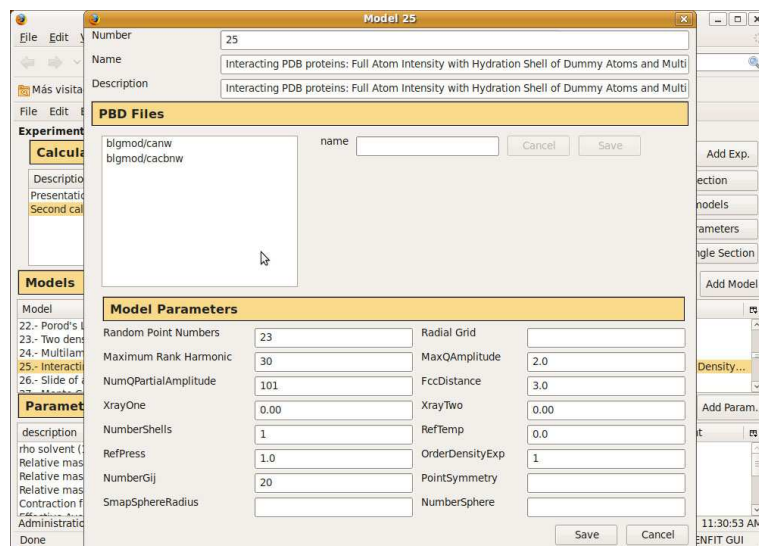 Model 25
File Edit
Number 25
Name Interacting PDB proteins: Full Atom Intensity with Hydration Shell of Dummy Atoms and Multi
Description Interacting PDB proteins: Full Atom Intensity with Hydration Shell of Dummy Atoms and Multi
Más visita
File Edit
PBD Files
Experiment
Calcula
blgmod/canw
blgmod/cacbnw
name Cancel Save
Add Exp.
Descriptio
ection
Presentatio
Second cal
nodels
rameters
ngle Section
Models
Add Model
Model Parameters
Model
22.- Porod's L
23.- Two dens
24.- Multilam
25.- Interacti
Density...
26.- Slide of a
Random Point Numbers 23 Radial Grid
Maximum Rank Harmonic 30 MaxQAmplitude 2.0
NumQPartialAmplitude 101 FccDistance 3.0
XrayOne 0.00 XrayTwo 0.00
NumberShells 1 RefTemp 0.0
RefPress 1.0 OrderDensityExp 1
NumberGij 20 PointSymmetry
SmapSphereRadius NumberSphere
Paramet
Add Param.
description
it
rho solvent (
Relative mas
Relative mas
Relative mas
Contraction f
Administratio
11:30:53 AM
Save Cancel
Done
ENFIT GUI